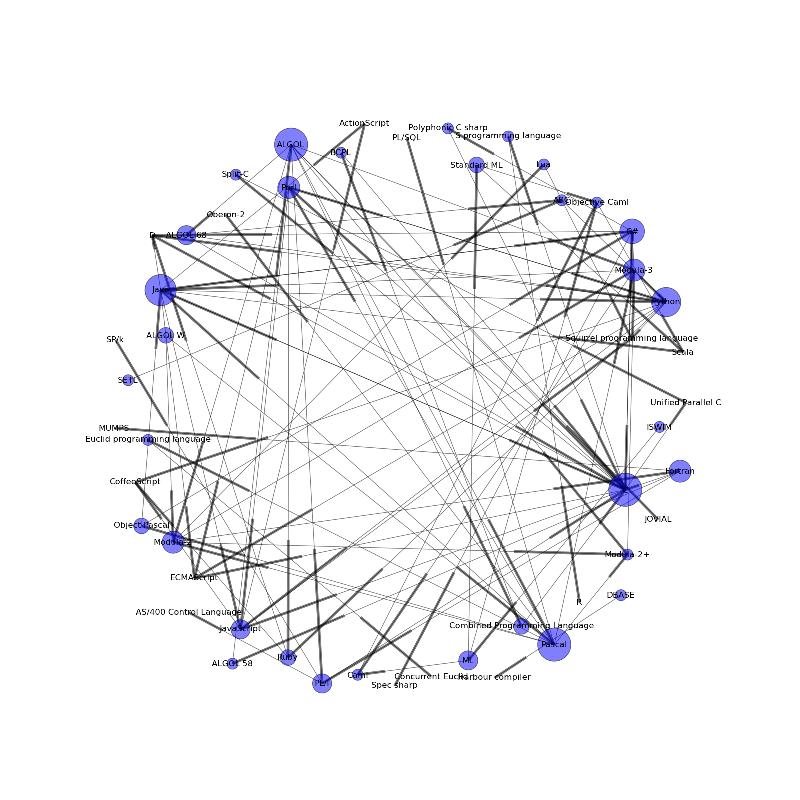 ActionScript
Polyphonic C sharp
PL/SQL
S programming language
ALGOL
BCPL
Standard ML
Lua
Split-C
Perl
Objective Caml
Oberon-2
C#
D
ALGOL 68
Modula-3
Java
Python
ALGOL W
SP/k
Squirrel programming language
Scala
SETL
Unified Parallel C
MUMPS
ISWIM
Euclid programming language
Fortran
CoffeeScript
JOVIAL
Object Pascal
Modula-2
Modula-2+
ECMAScript
DBASE
R
AS/400 Control Language
Combined Programming Language
JavaScript
Pascal
Ruby
ML
ALGOL 58
Caml
Concurrent Euclid
Harbour compiler
PL/I
Spec sharp